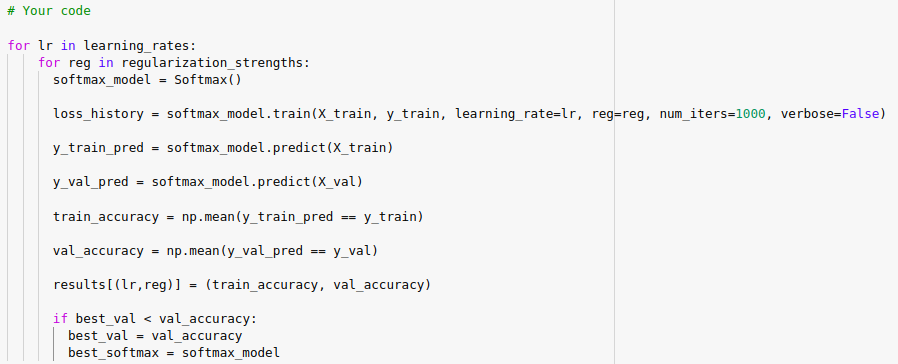 # Your code
for lr in learning_rates:
for reg in regularization_strengths:
softmax_model = Softmax()
loss_history = softmax_model.train(X_train, y_train, learning_rate=lr, reg=reg, num_iters=1000, verbose=False)
y_train_pred = softmax_model.predict(X_train)
y_val_pred = softmax_model.predict(X_val)
train_accuracy = np.mean(y_train_pred == y_train)
val_accuracy = np.mean(y_val_pred == y_val)
results[(lr,reg)] = (train_accuracy, val_accuracy)
if best_val < val_accuracy:
best_val = val_accuracy
best_softmax = softmax_model